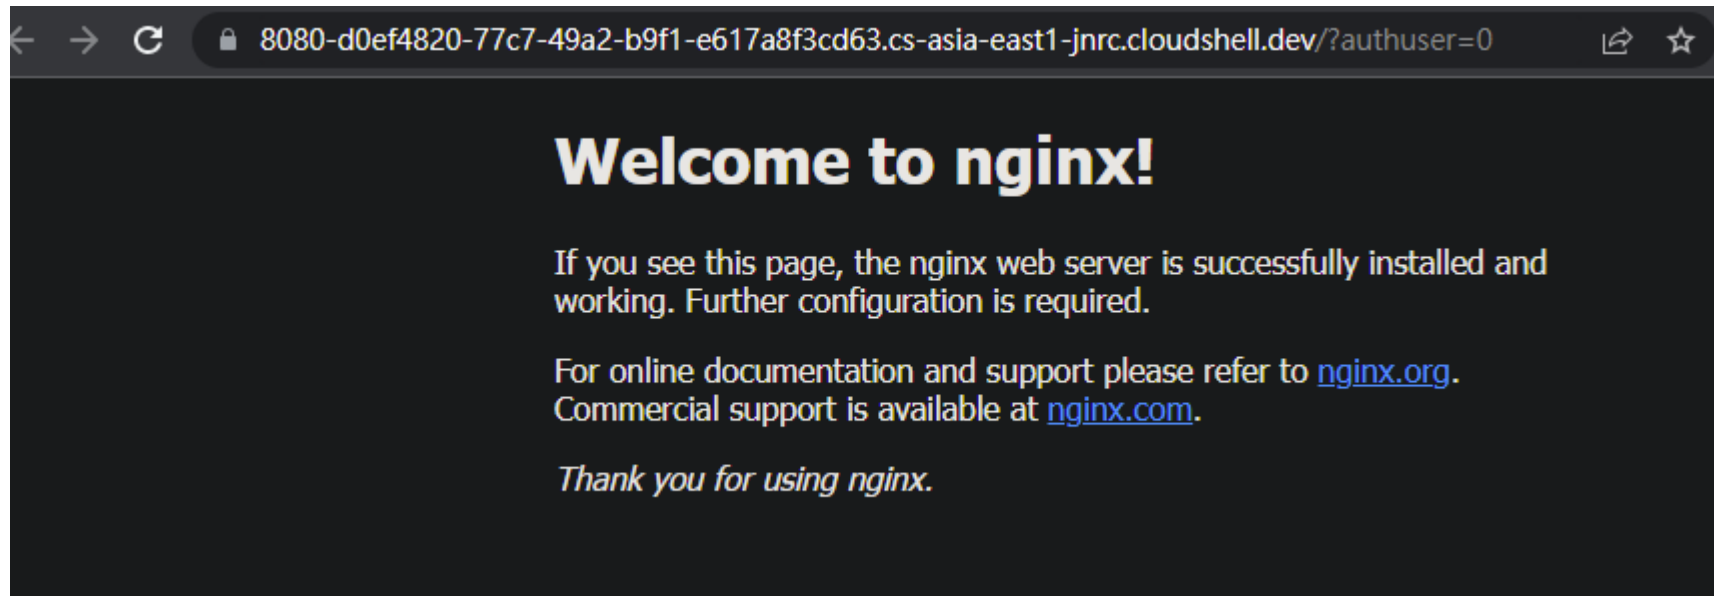 8080-d0ef4820-77c7-49a2-b9f1-e617a8f3cd63.cs-asia-east1-jnrc.cloudshell.dev/?authuser=0
Welcome to nginx!
If you see this page, the nginx web server is successfully installed and
working. Further configuration is required.
For online documentation and support please refer to nginx.org.
Commercial support is available at nginx.com.
Thank you for using nginx.